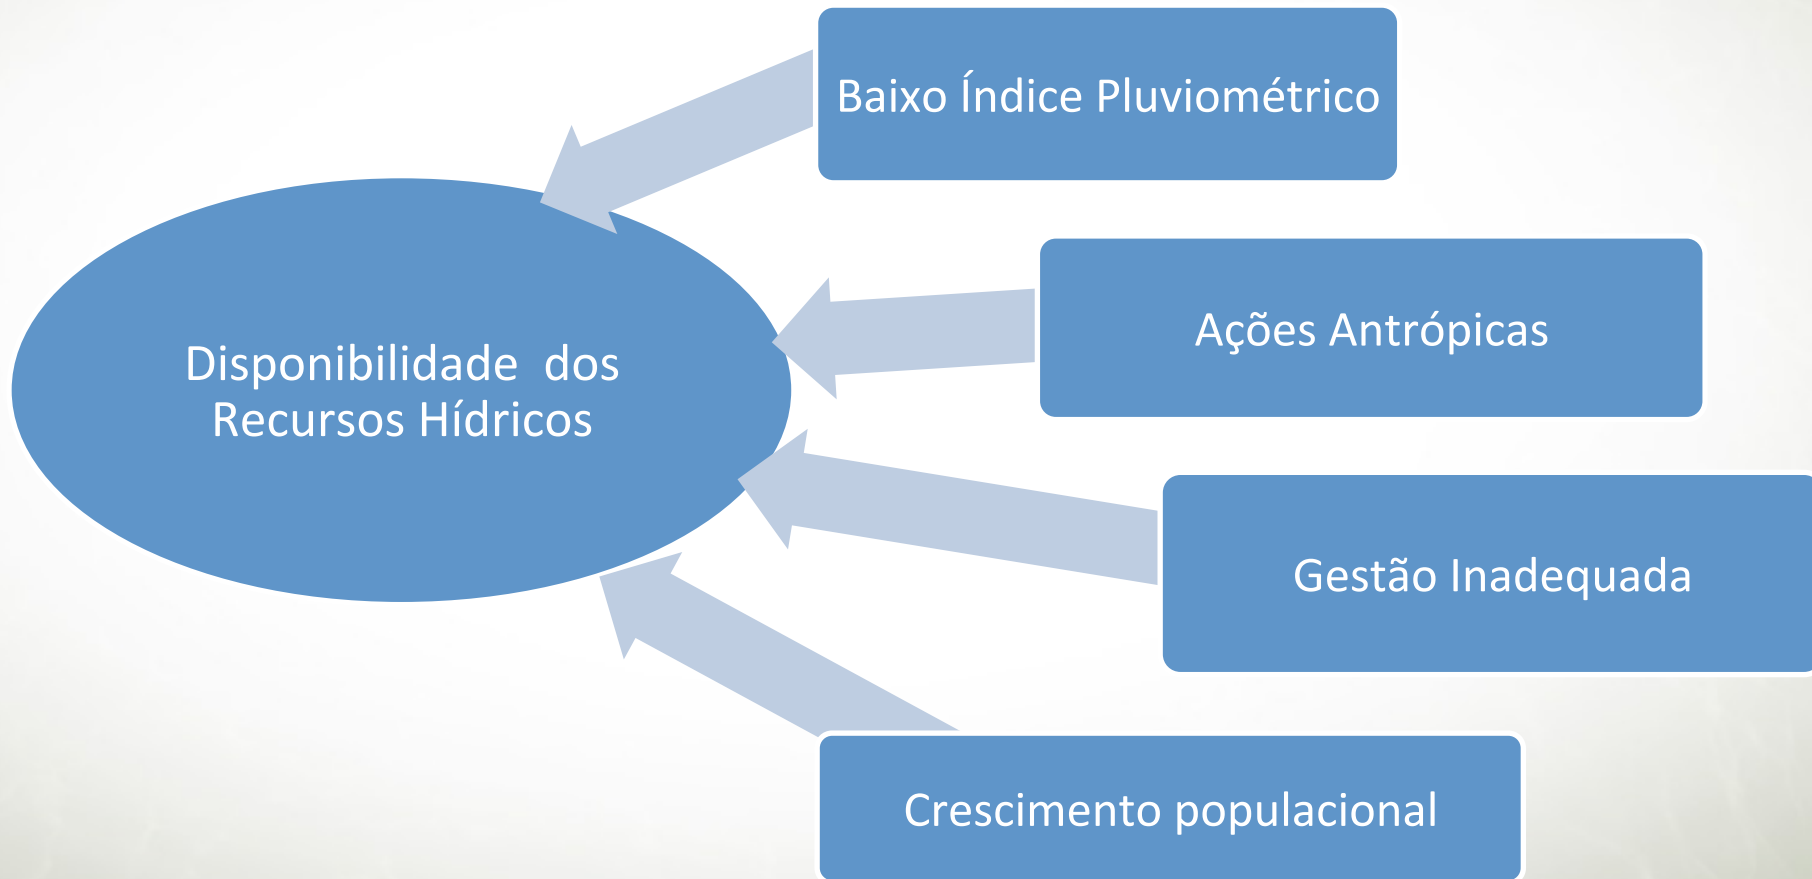 Baixo Índice Pluviométrico
Ações Antrópicas
Disponibilidade  dos
Recursos Hídricos
Gestão Inadequada
Crescimento populacional